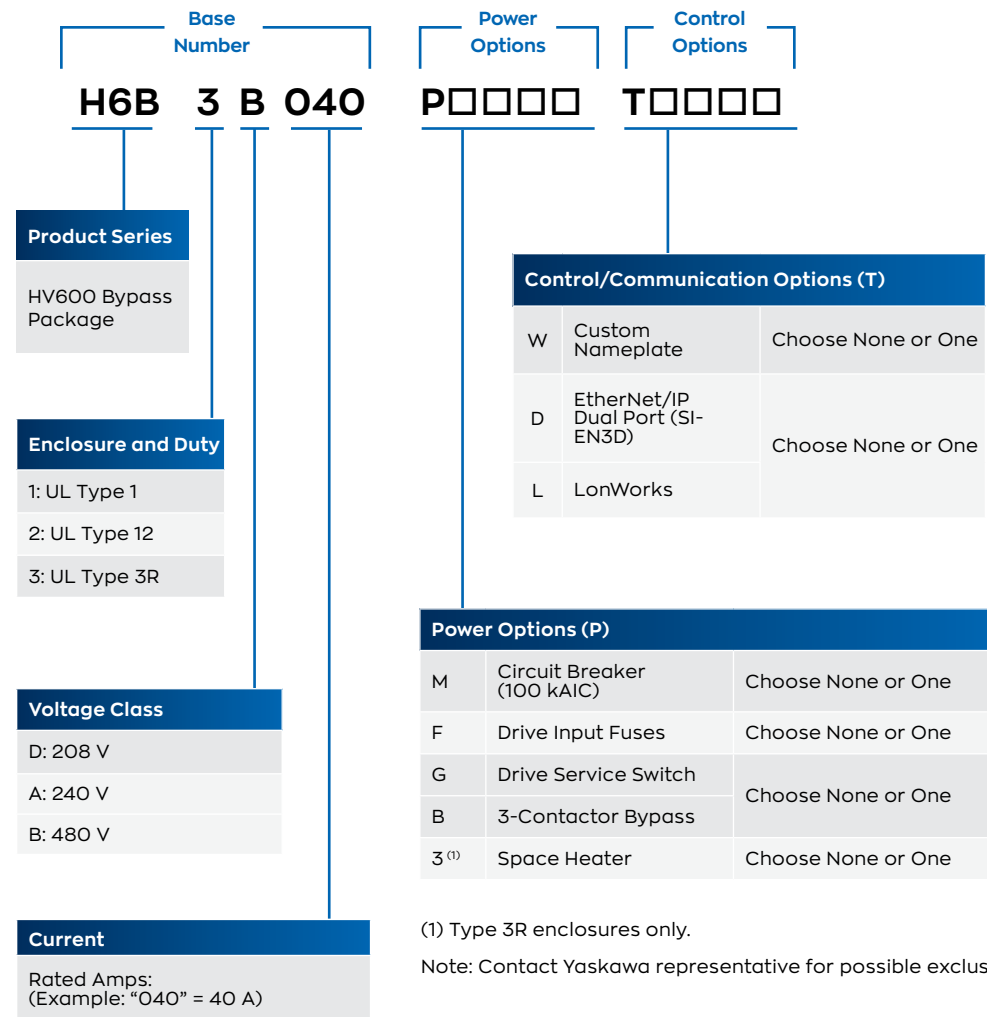 Base
Number
Power
Options
Control
Options
H6B 3 B 040 P□□□□ T□□□□
Product Series
HV600 Bypass
Package
Enclosure and Duty
1: UL Type 1
2: UL Type 12
3: UL Type 3R
Voltage Class
D: 208 V
A: 240 V
B: 480 V
Current
Rated Amps:
(Example: “040” = 40 A)
Control/Communication Options (T)
W Custom
Nameplate Choose None or One
D EtherNet/IP
Dual Port (SI-
EN3D)
Choose None or One
L LonWorks
Power Options (P)
M Circuit Breaker
(100 kAIC) Choose None or One
F Drive Input Fuses Choose None or One
G Drive Service Switch
Choose None or One
B 3-Contactor Bypass
3 (1) Space Heater Choose None or One
(1) Type 3R enclosures only.
Note: Contact Yaskawa representative for possible